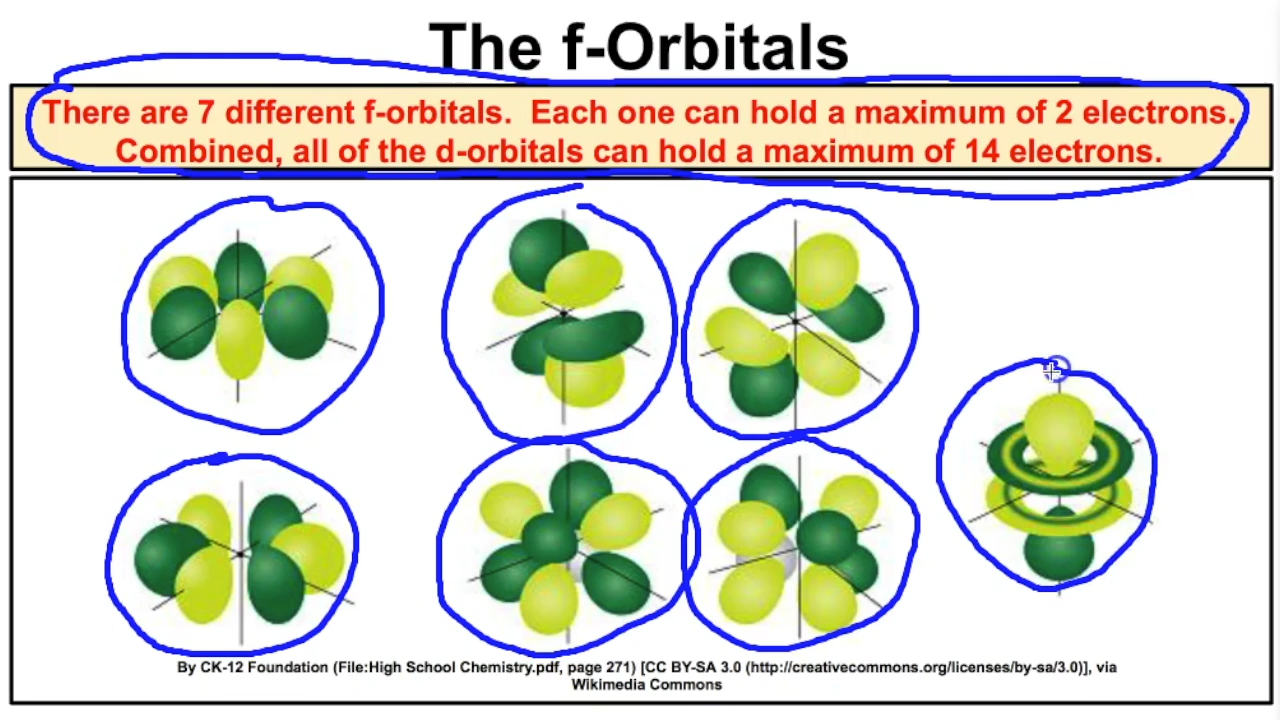 The f-Orbitals
There are 7 different f-orbitals.  Each one can hold a maximum of 2 electrons.
Combined, all of the d-orbitals can hold a maximum of 14 electrons.
By CK-12 Foundation (File:High School Chemistry.pdf, page 271) [CC BY-SA 3.0 (http://creativecommons.org/licenses/by-sa/3.0)], via
Wikimedia Commons